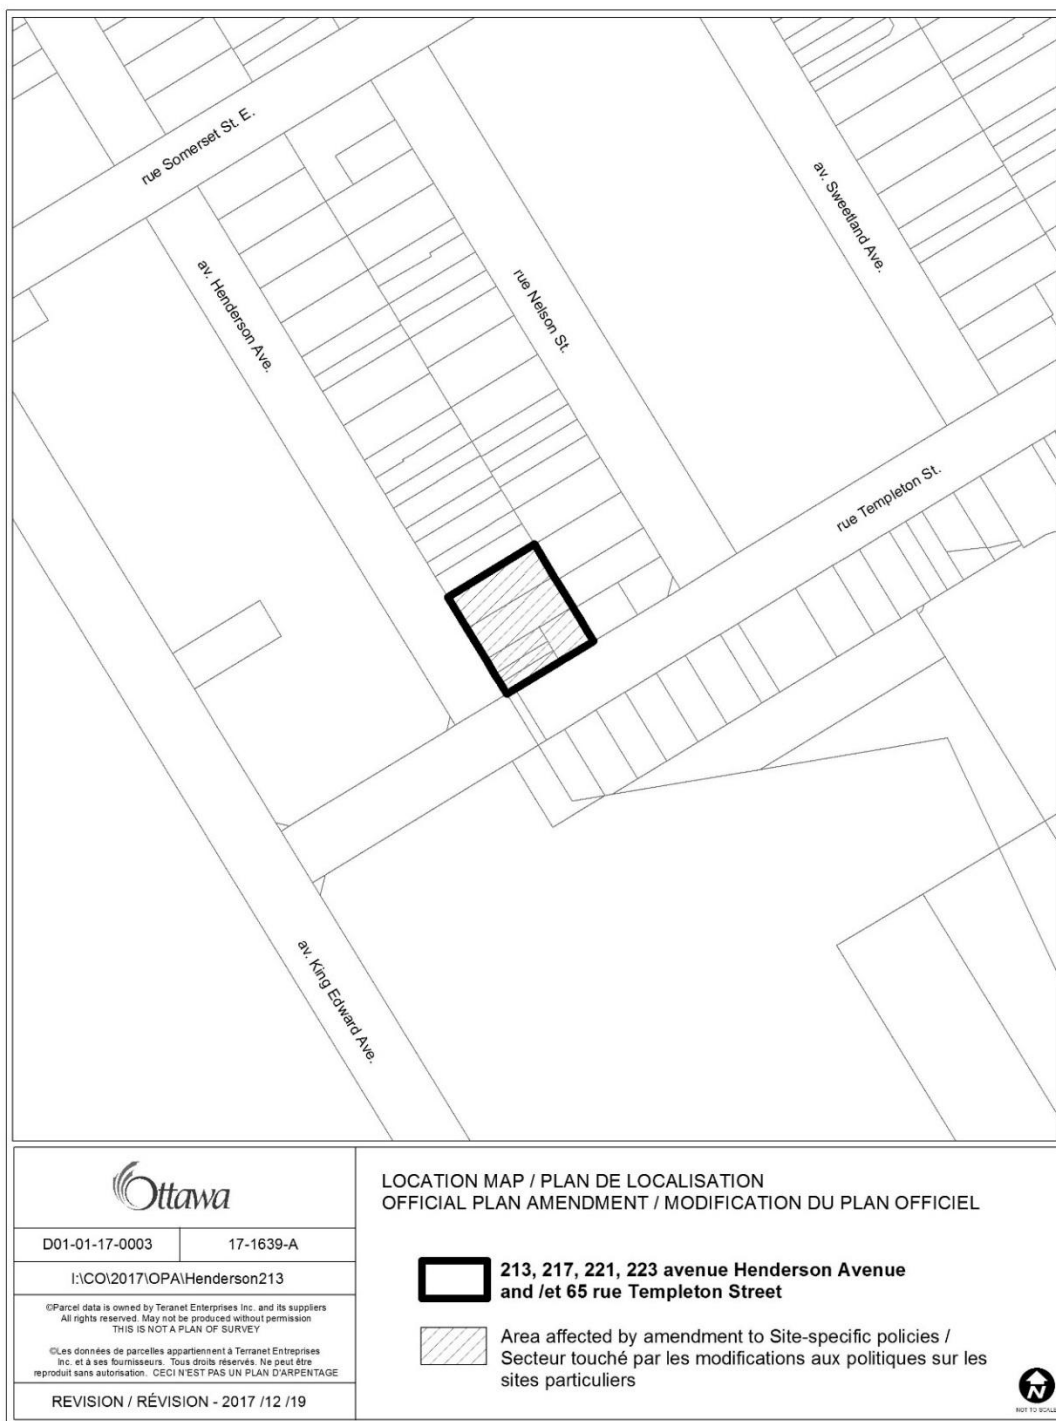 rue Somerset St. E.
av. Henderson Ave.
rue Nelson St.
av. Sweetland Ave.
rue Templeton St.
av. King Edward Ave.
Ottawa
D01-01-17-0003
17-1639-A
I:\CO\2017\OPA\Henderson213
©Parcel data is owned by Teranet Enterprises Inc. and its suppliers
All rights reserved. May not be produced without permission
THIS IS NOT A PLAN OF SURVEY
©Les données de parcelles appartiennent à Terranet Entreprises
Inc. et à ses fournisseurs. Tous droits réservés. Ne peut être
reproduit sans autorisation. CECI N'EST PAS UN PLAN D'ARPENTAGE
REVISION / RÉVISION - 2017 /12 /19
LOCATION MAP / PLAN DE LOCALISATION
OFFICIAL PLAN AMENDMENT / MODIFICATION DU PLAN OFFICIEL
213, 217, 221, 223 avenue Henderson Avenue
and /et 65 rue Templeton Street
Area affected by amendment to Site-specific policies /
Secteur touché par les modifications aux politiques sur les
sites particuliers
N
NOT TO SCALE